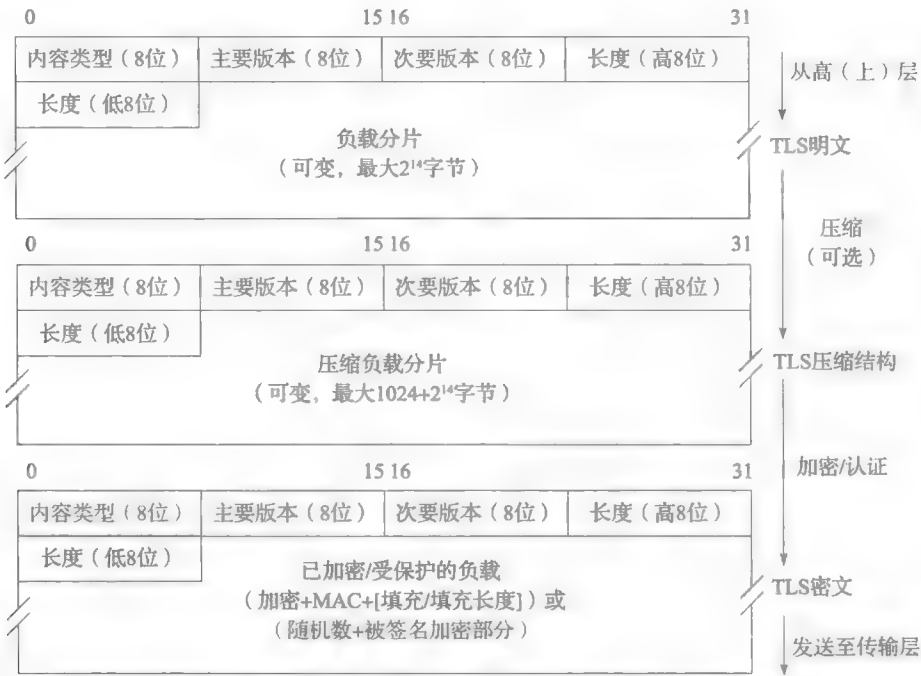 0 15 16 31
内容类型（8位） 主要版本（8位） 次要版本（8位） 长度（高8位）
长度（低8位）
负载分片
（可变，最大2¹⁴字节）
从高（上）层
TLS明文
压缩
（可选）
0 15 16 31
内容类型（8位） 主要版本（8位） 次要版本（8位） 长度（高8位）
长度（低8位）
压缩负载分片
（可变，最大1024+2¹⁴字节）
TLS压缩结构
加密/认证
0 15 16 31
内容类型（8位） 主要版本（8位） 次要版本（8位） 长度（高8位）
长度（低8位）
已加密/受保护的负载
（加密+MAC+[填充/填充长度]）或
（随机数+被签名加密部分）
TLS密文
发送至传输层